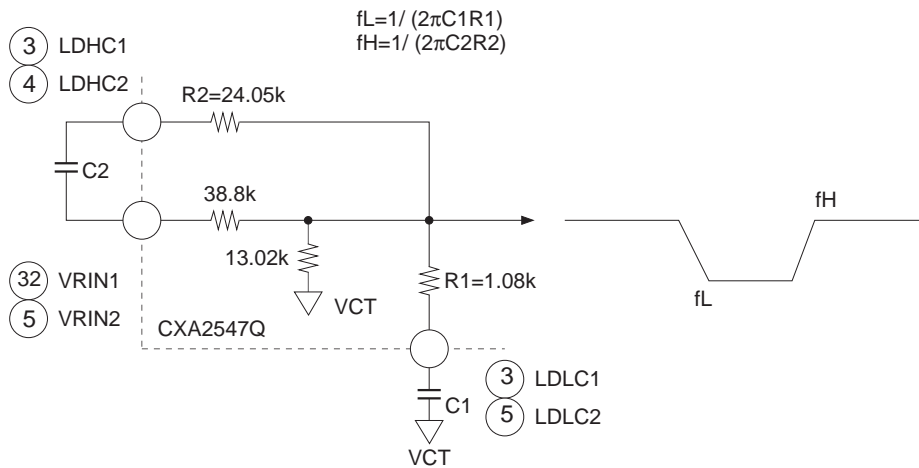 fL=1/ (2πC1R1)
fH=1/ (2πC2R2)
3 LDHC1
4 LDHC2
R2=24.05k
C2
38.8k
fH
13.02k
R1=1.08k
32 VRIN1
VCT
fL
5 VRIN2
CXA2547Q
3 LDLC1
C1
5 LDLC2
VCT